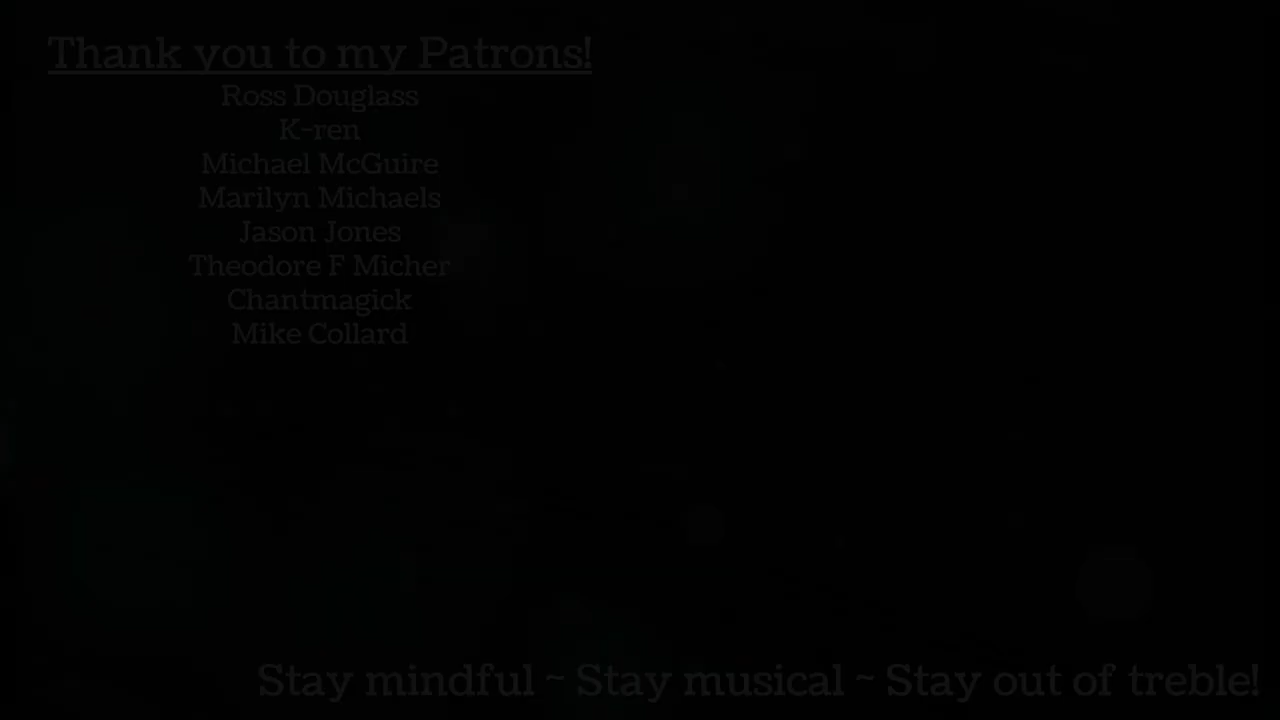 Thank you to my Patrons!
Ross Douglass
K-ren
Michael McGuire
Marilyn Michaels
Jason Jones
Theodore F Micher
Chantmagick
Mike Collard
Stay mindful ~ Stay musical ~ Stay out of treble!